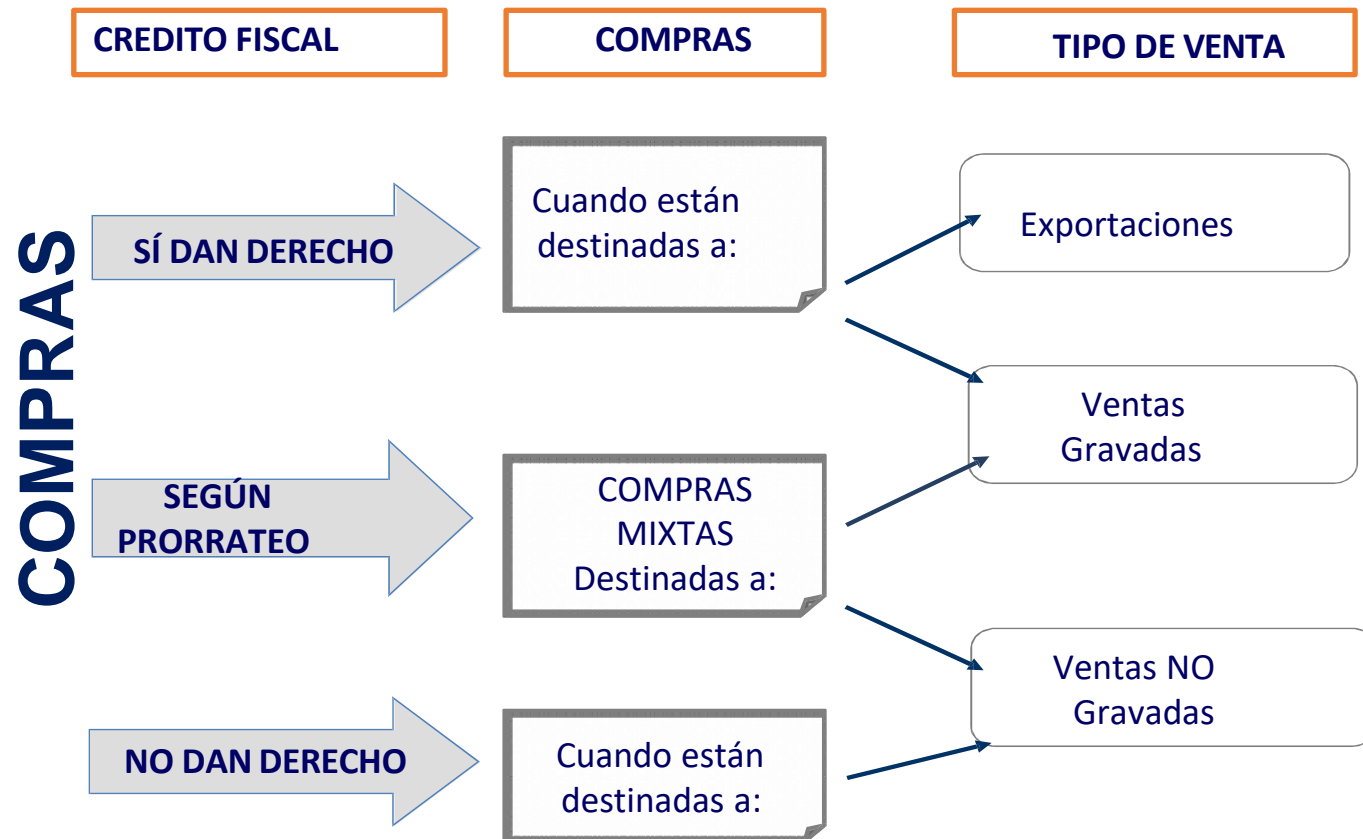 CREDITO FISCAL
COMPRAS
TIPO DE VENTA
COMPRAS
SÍ DAN DERECHO
Cuando están
destinadas a:
Exportaciones
Ventas
Gravadas
SEGÚN
PRORRATEO
COMPRAS
MIXTAS
Destinadas a:
Ventas NO
Gravadas
NO DAN DERECHO
Cuando están
destinadas a: